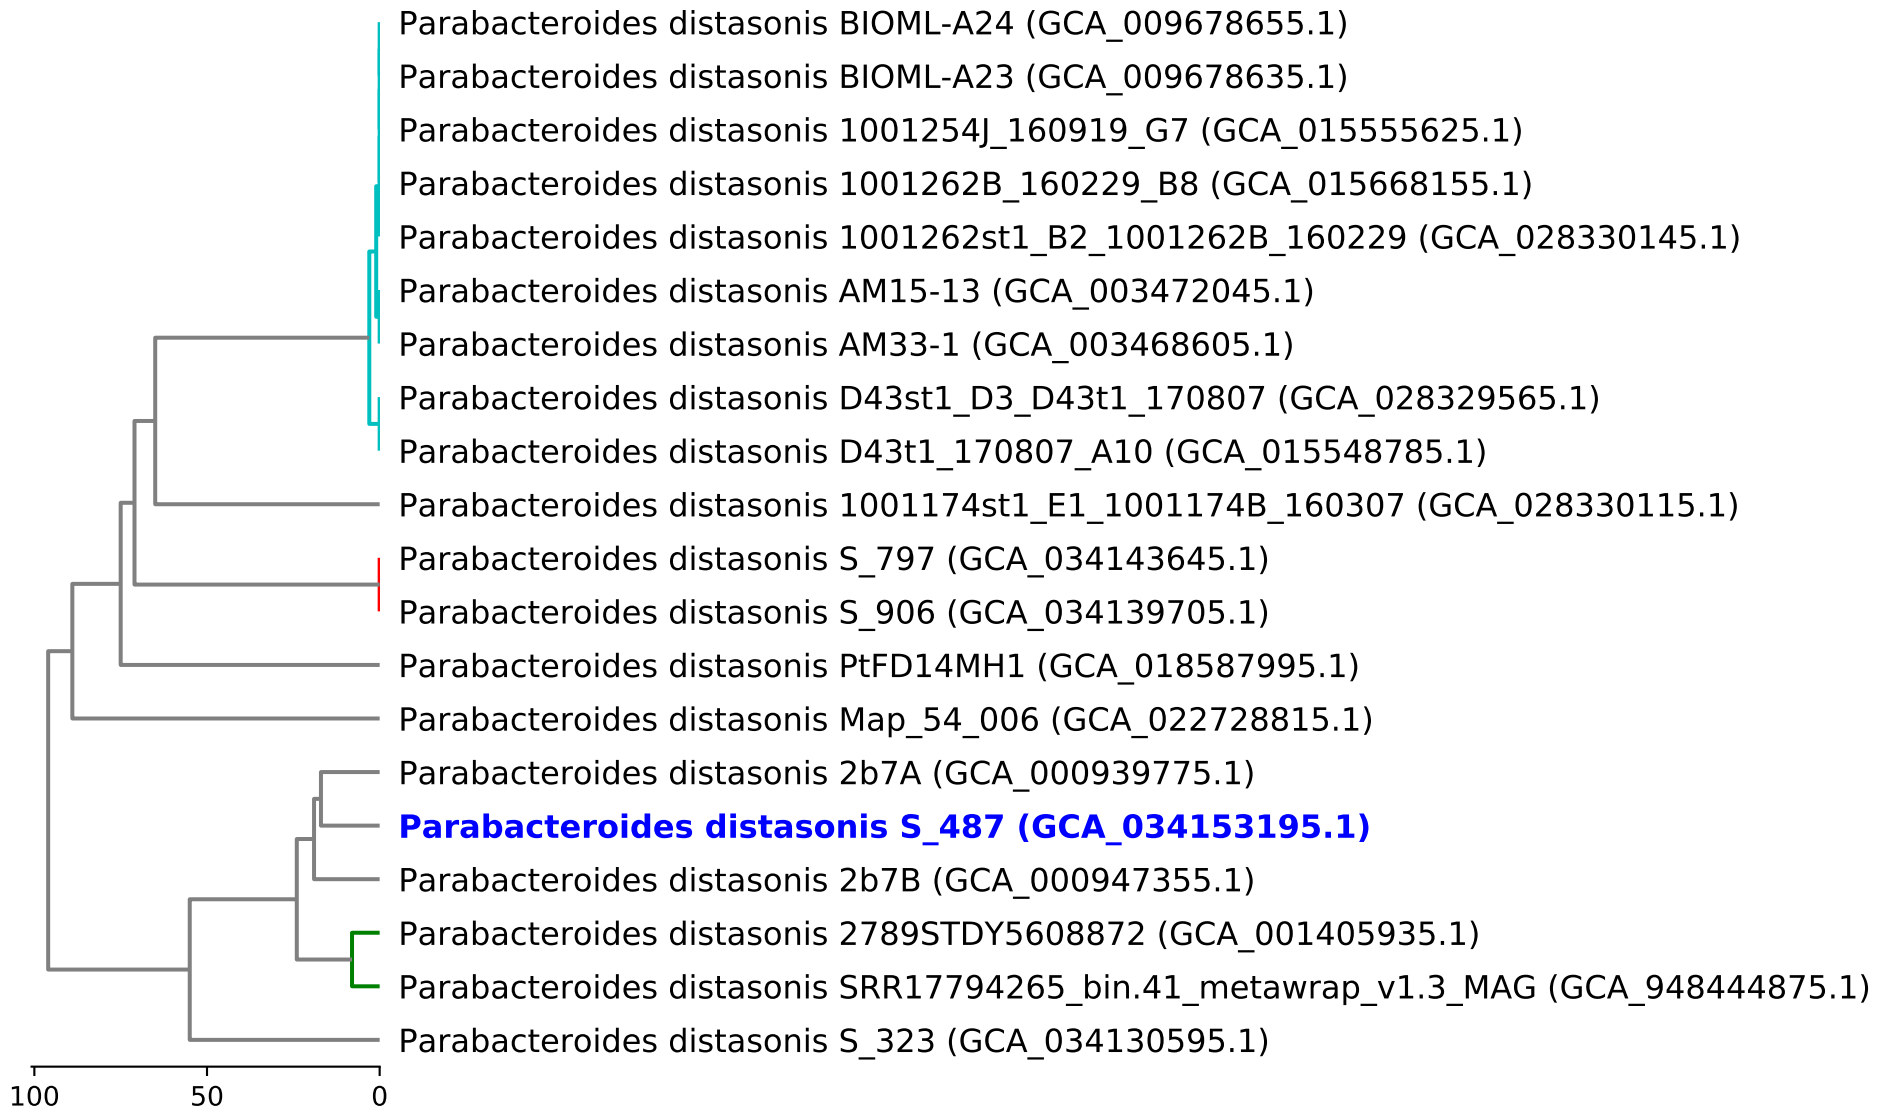 Parabacteroides distasonis BIOML-A24 (GCA_009678655.1)
Parabacteroides distasonis BIOML-A23 (GCA_009678635.1)
Parabacteroides distasonis 1001254J_160919_G7 (GCA_015555625.1)
Parabacteroides distasonis 1001262B_160229_B8 (GCA_015668155.1)
Parabacteroides distasonis 1001262st1_B2_1001262B_160229 (GCA_028330145.1)
Parabacteroides distasonis AM15-13 (GCA_003472045.1)
Parabacteroides distasonis AM33-1 (GCA_003468605.1)
Parabacteroides distasonis D43st1_D3_D43t1_170807 (GCA_028329565.1)
Parabacteroides distasonis D43t1_170807_A10 (GCA_015548785.1)
Parabacteroides distasonis 1001174st1_E1_1001174B_160307 (GCA_028330115.1)
Parabacteroides distasonis S_797 (GCA_034143645.1)
Parabacteroides distasonis S_906 (GCA_034139705.1)
Parabacteroides distasonis PtFD14MH1 (GCA_018587995.1)
Parabacteroides distasonis Map_54_006 (GCA_022728815.1)
Parabacteroides distasonis 2b7A (GCA_000939775.1)
Parabacteroides distasonis S_487 (GCA_034153195.1)
Parabacteroides distasonis 2b7B (GCA_000947355.1)
Parabacteroides distasonis 2789STDY5608872 (GCA_001405935.1)
Parabacteroides distasonis SRR17794265_bin.41_metawrap_v1.3_MAG (GCA_948444875.1)
Parabacteroides distasonis S_323 (GCA_034130595.1)
100 50 0